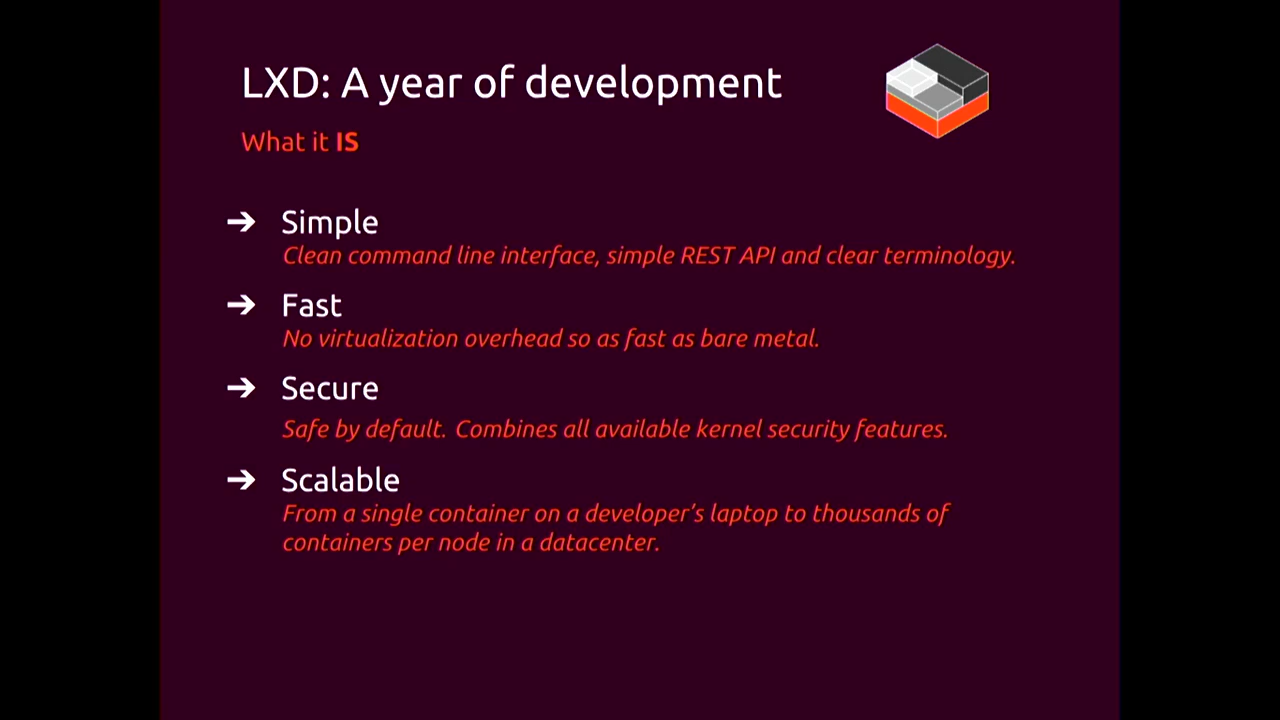 LXD: A year of development
What it IS
➔ Simple
Clean command line interface, simple REST API and clear terminology.
➔ Fast
No virtualization overhead so as fast as bare metal.
➔ Secure
Safe by default. Combines all available kernel security features.
➔ Scalable
From a single container on a developer’s laptop to thousands of
containers per node in a datacenter.